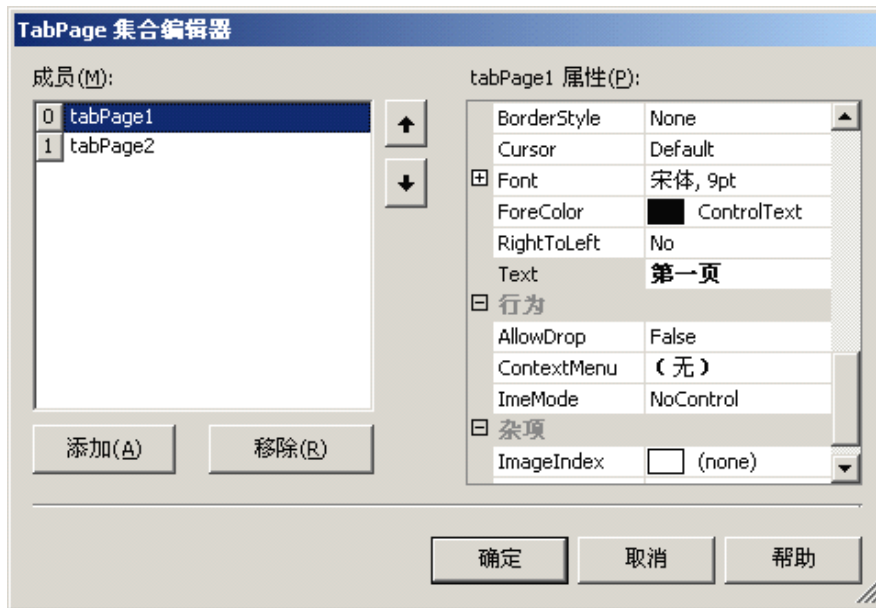 TabPage 集合编辑器
成员(M):
0 tabPage1
1 tabPage2
添加(A) 移除(R)
tabPage1 属性(P):
BorderStyle None
Cursor Default
Font 宋体, 9pt
ForeColor ControlText
RightToLeft No
Text 第一页
行为
AllowDrop False
ContextMenu （无）
ImeMode NoControl
杂项
ImageIndex (none)
确定 取消 帮助